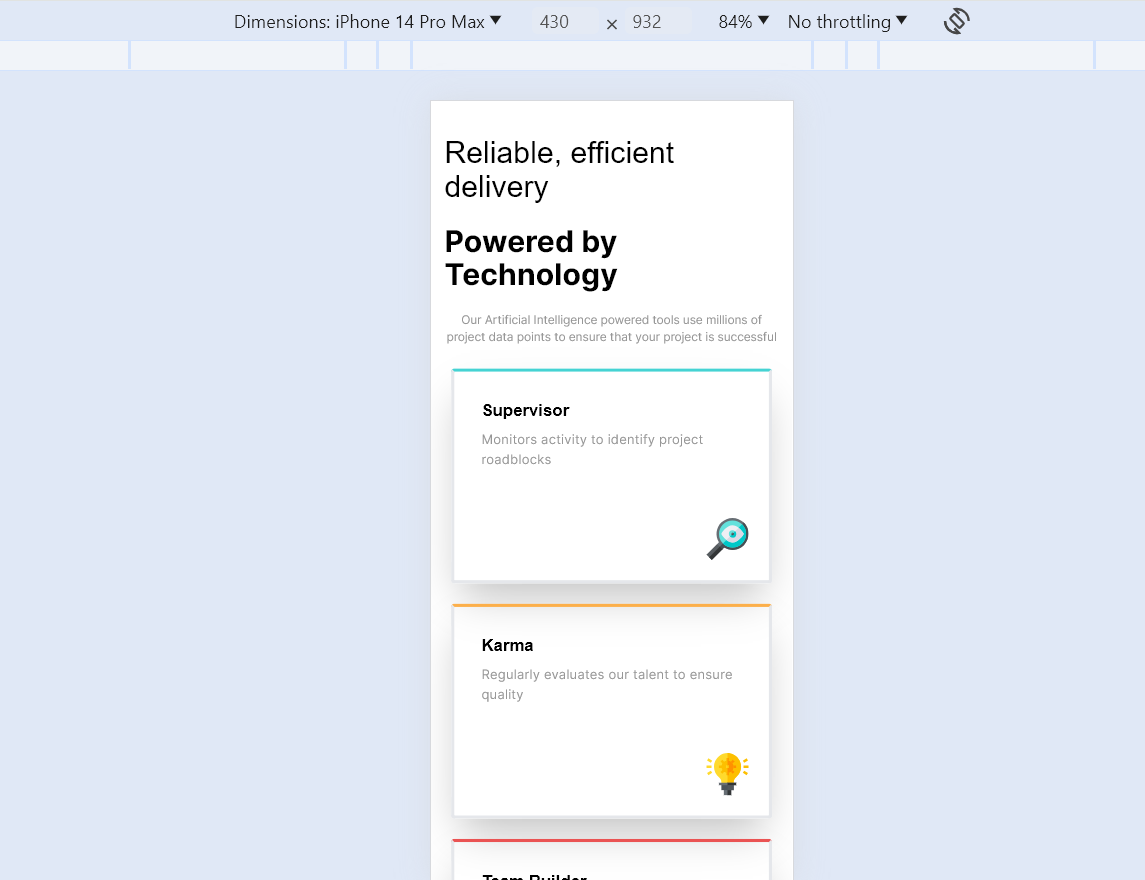 Dimensions: iPhone 14 Pro Max 430 × 932 84% No throttling
Reliable, efficient
delivery
Powered by
Technology
Our Artificial Intelligence powered tools use millions of
project data points to ensure that your project is successful
Supervisor
Monitors activity to identify project
roadblocks
Karma
Regularly evaluates our talent to ensure
quality
Team Builder